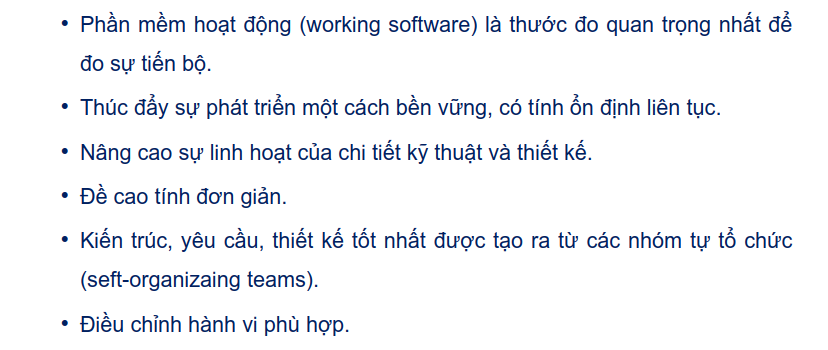 • Phần mềm hoạt động (working software) là thước đo quan trọng nhất để
đo sự tiến bộ.
• Thúc đẩy sự phát triển một cách bền vững, có tính ổn định liên tục.
• Nâng cao sự linh hoạt của chi tiết kỹ thuật và thiết kế.
• Đề cao tính đơn giản.
• Kiến trúc, yêu cầu, thiết kế tốt nhất được tạo ra từ các nhóm tự tổ chức
(seft-organizaing teams).
• Điều chỉnh hành vi phù hợp.